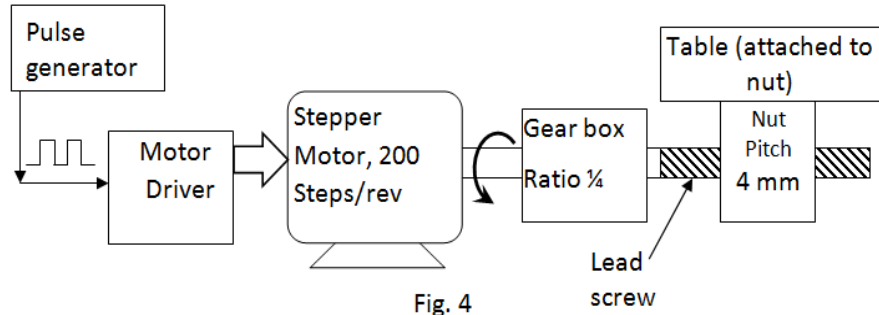 Pulse
generator
Motor
Driver
Stepper
Motor, 200
Steps/rev
Gear box
Ratio ¼
Table (attached to
nut)
Nut
Pitch
4 mm
Lead
screw
Fig. 4